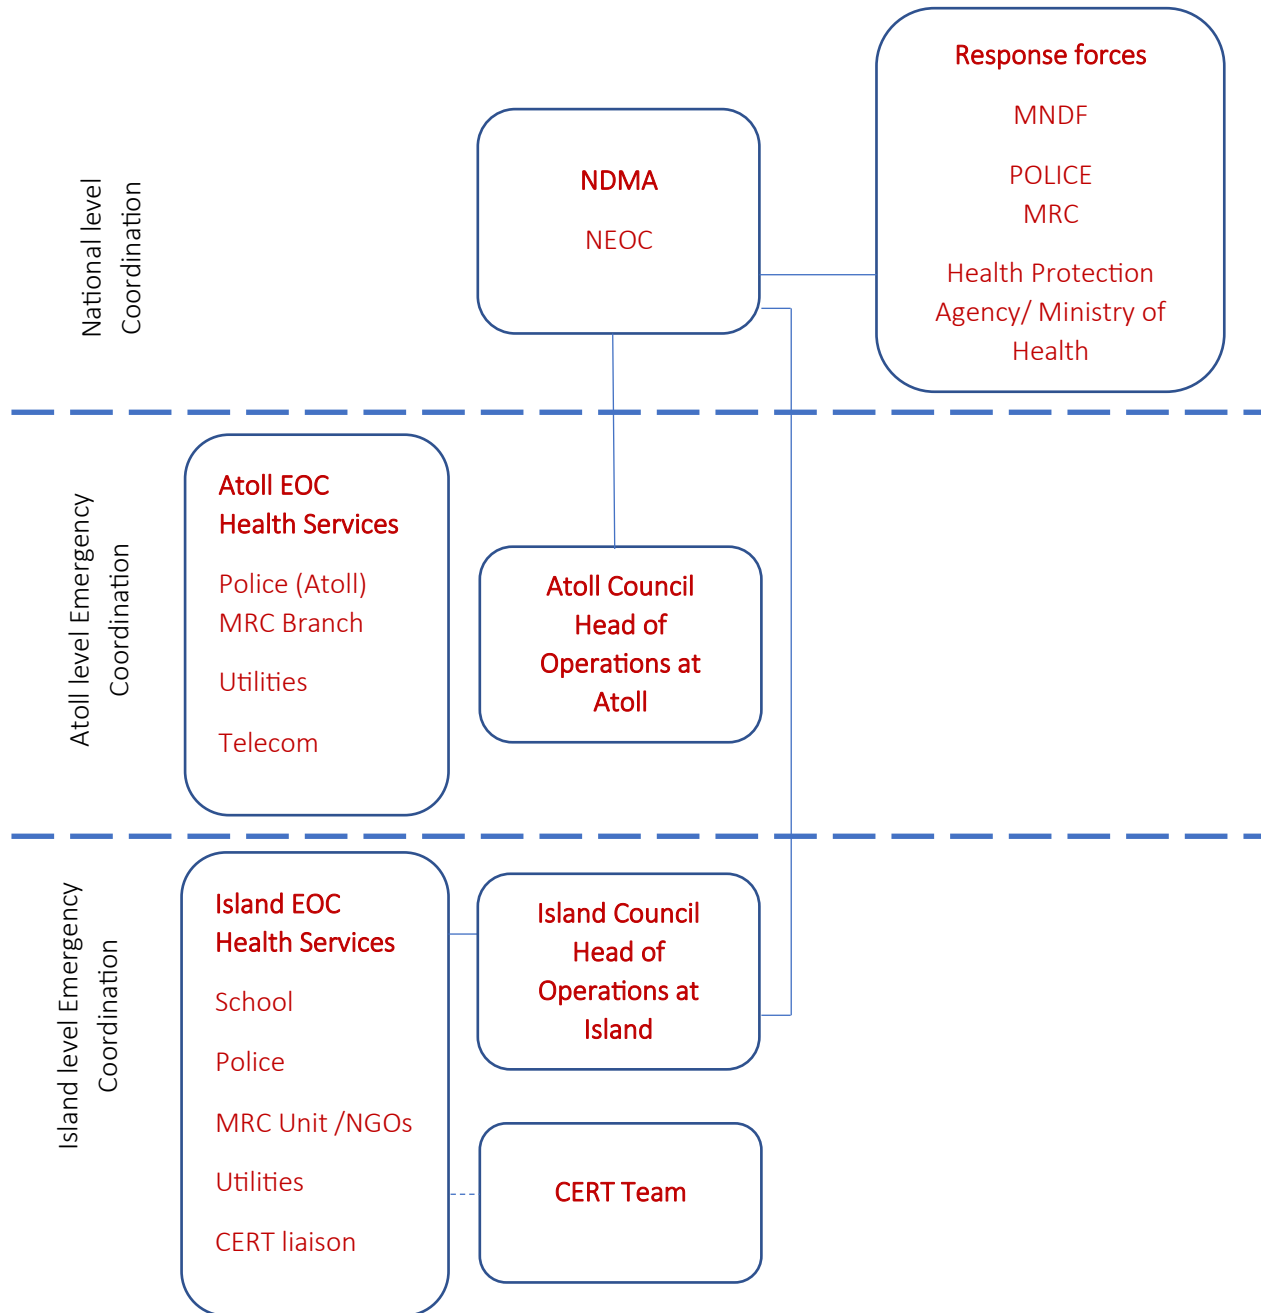 National level
Coordination
NDMA
NEOC
Response forces
MNDF
POLICE
MRC
Health Protection
Agency/ Ministry of
Health
Atoll level Emergency
Coordination
Atoll EOC
Health Services
Police (Atoll)
MRC Branch
Utilities
Telecom
Atoll Council
Head of
Operations at
Atoll
Island level Emergency
Coordination
Island EOC
Health Services
School
Police
MRC Unit /NGOs
Utilities
CERT liaison
Island Council
Head of
Operations at
Island
CERT Team